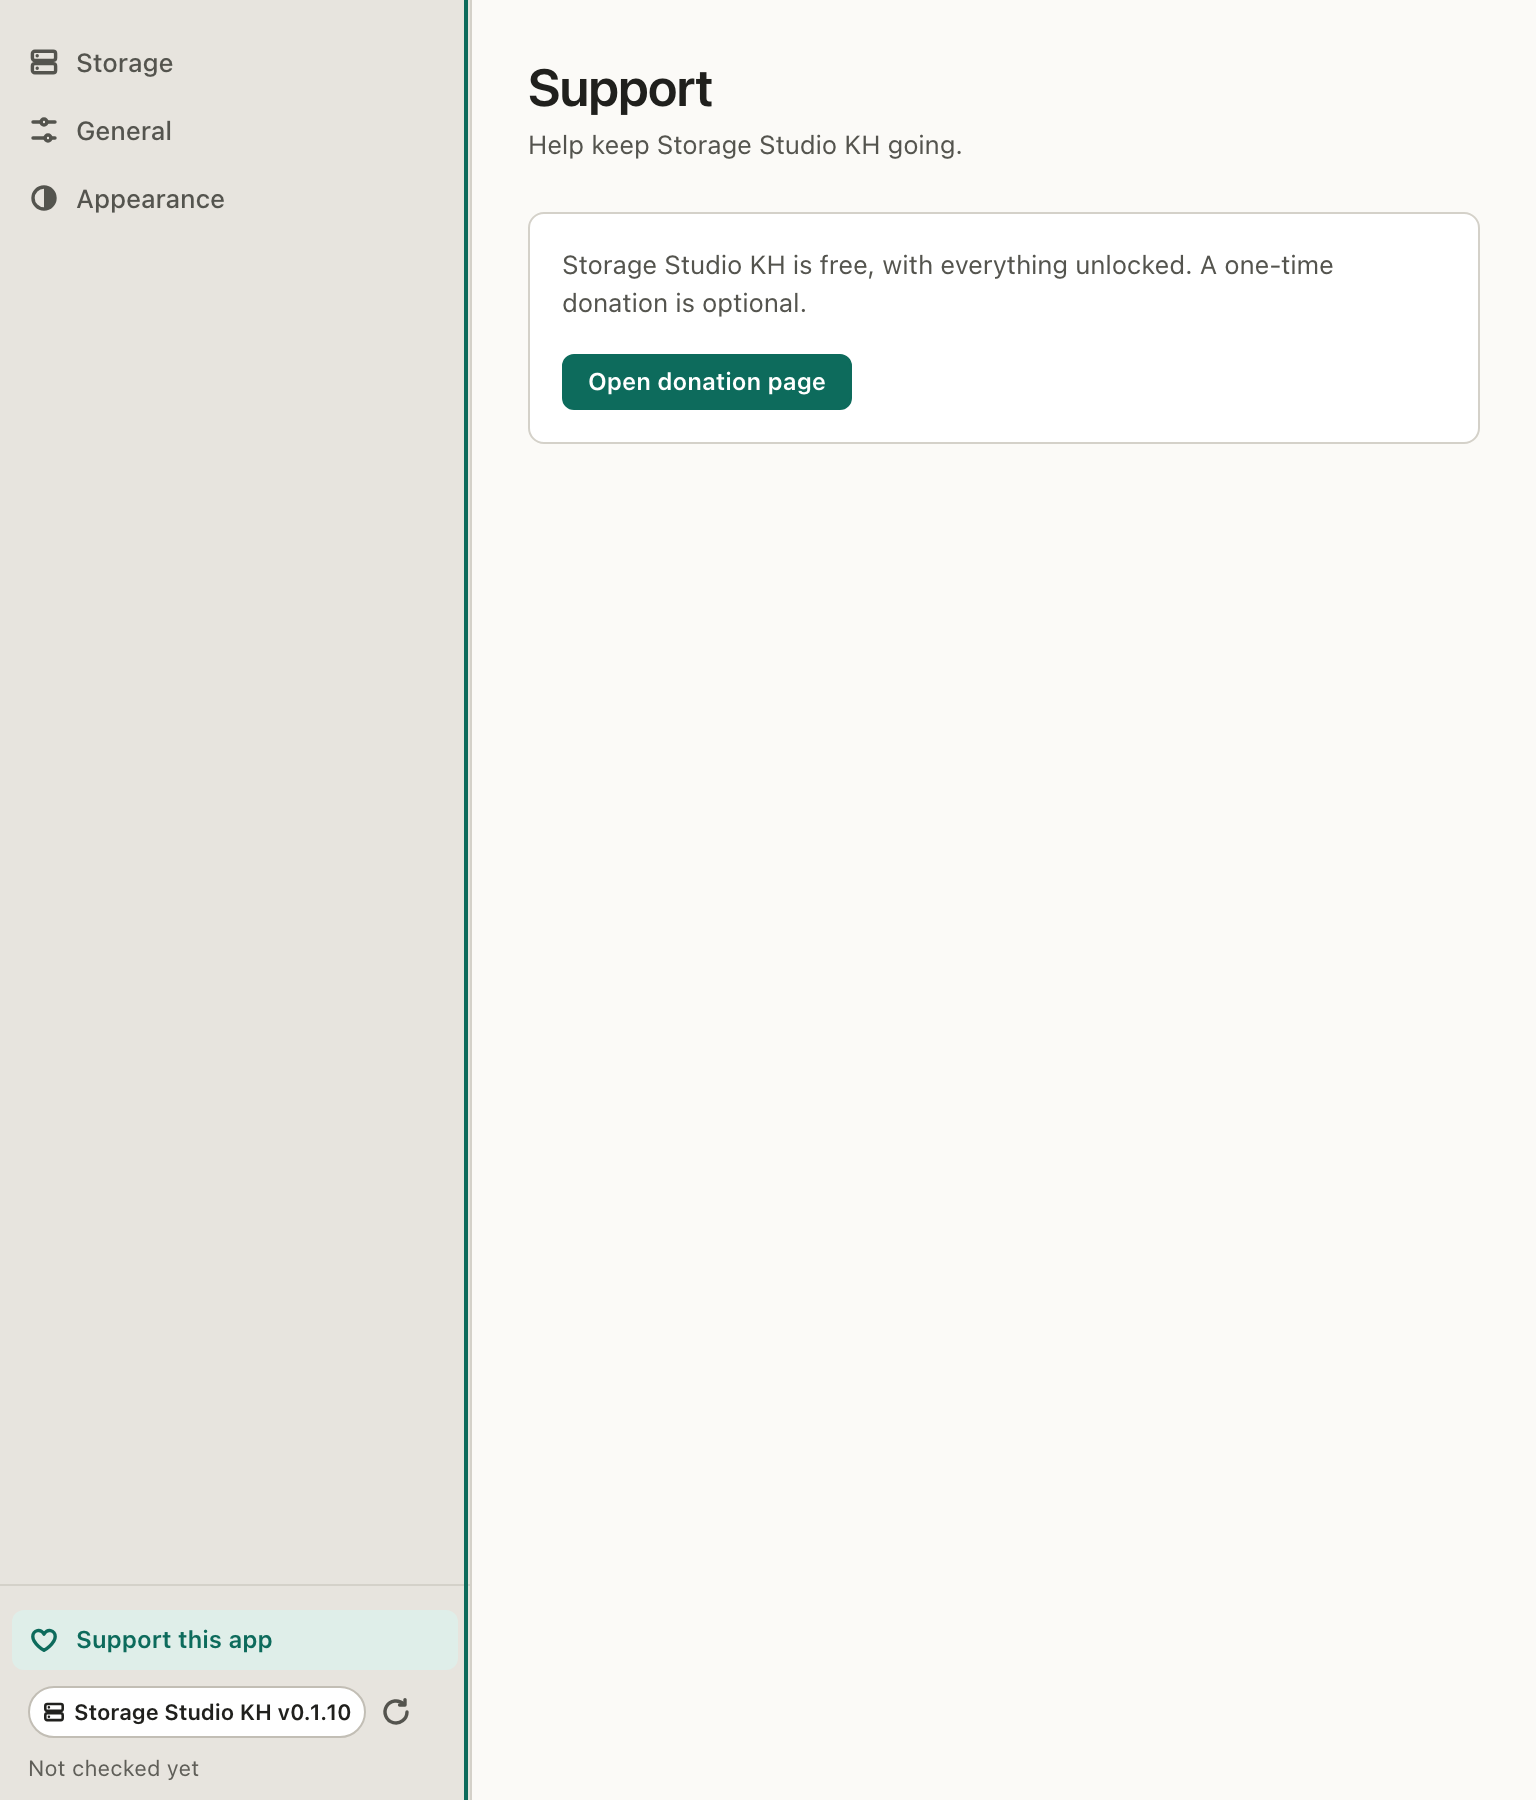 Storage
General
Appearance
Support this app
Storage Studio KH v0.1.10
Not checked yet
Support
Help keep Storage Studio KH going.
Storage Studio KH is free, with everything unlocked. A one-time
donation is optional.
Open donation page